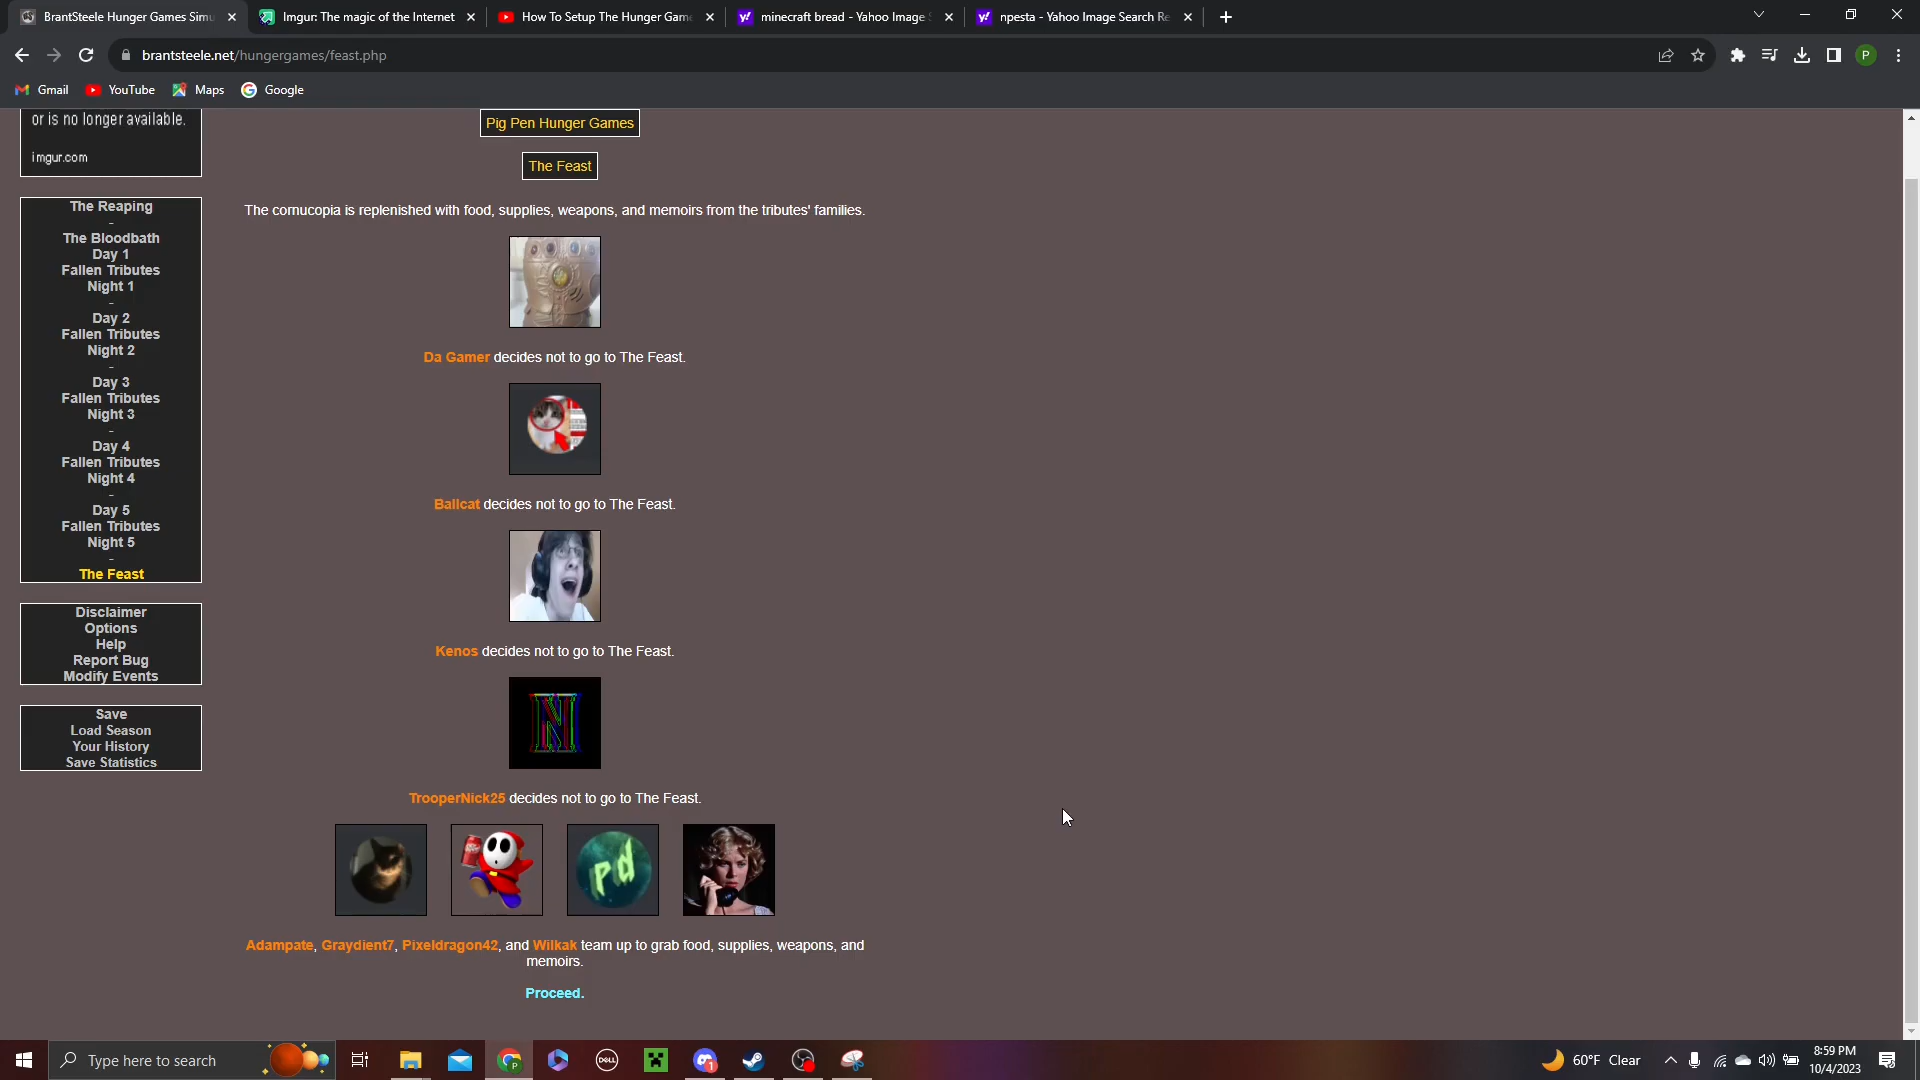 BrantSteele Hunger Games Simu
Imgur: The magic of the Internet
How To Setup The Hunger Game
minecraft bread - Yahoo Image S
npesta - Yahoo Image Search Re
brantsteele.net/hungergames/feast.php
P
Gmail
YouTube
Maps
Google
or is no longer available.
imgur.com
Pig Pen Hunger Games
The Feast
The Reaping
-
The Bloodbath
Day 1
Fallen Tributes
Night 1
-
Day 2
Fallen Tributes
Night 2
-
Day 3
Fallen Tributes
Night 3
-
Day 4
Fallen Tributes
Night 4
-
Day 5
Fallen Tributes
Night 5
-
The Feast
Disclaimer
Options
Help
Report Bug
Modify Events
Save
Load Season
Your History
Save Statistics
The cornucopia is replenished with food, supplies, weapons, and memoirs from the tributes' families.
Da Gamer decides not to go to The Feast.
Ballcat decides not to go to The Feast.
Kenos decides not to go to The Feast.
N
TrooperNick25 decides not to go to The Feast.
pd
Adampate, Graydient7, Pixeldragon42, and Wilkak team up to grab food, supplies, weapons, and
memoirs.
Proceed.
Type here to search
DELL
60°F Clear
8:59 PM
10/4/2023